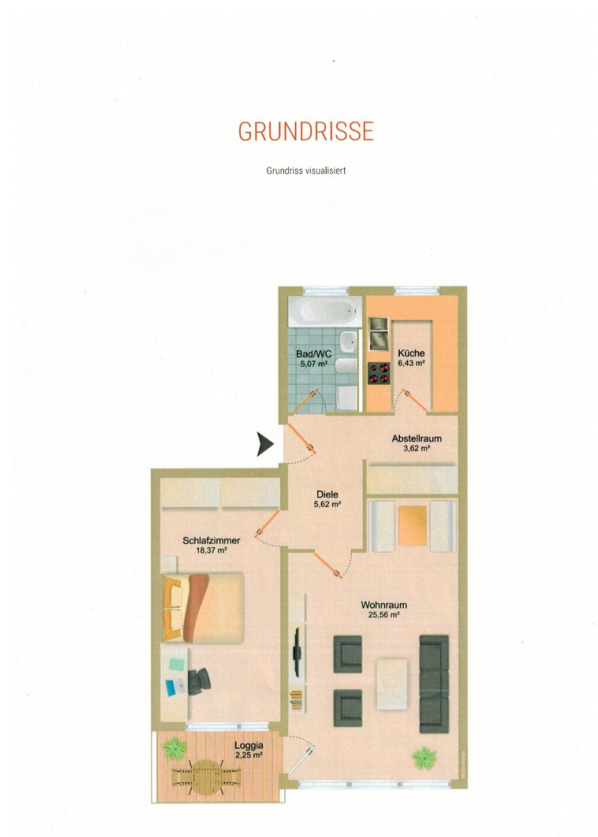 GRUNDRISSE
Grundriss visualisiert
Bad/WC
5,07 m²
Küche
6,43 m²
Abstellraum
3,62 m²
Diele
5,62 m²
Schlafzimmer
18,37 m²
Wohnraum
25,56 m²
Loggia
2,25 m²